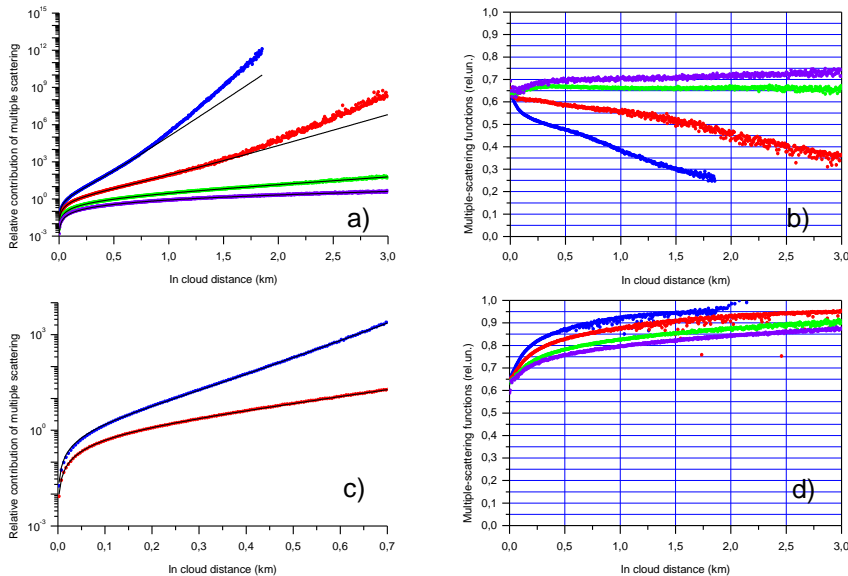 Relative contribution of multiple scattering
10^15
10^12
10^9
10^6
10^3
10^0
10^-3
0,0 0,5 1,0 1,5 2,0 2,5 3,0
In cloud distance (km)
a)
Multiple-scattering functions (rel.un.)
1,0
0,9
0,8
0,7
0,6
0,5
0,4
0,3
0,2
0,1
0,0
0,0 0,5 1,0 1,5 2,0 2,5 3,0
In cloud distance (km)
b)
Relative contribution of multiple scattering
10^3
10^0
10^-3
0,0 0,1 0,2 0,3 0,4 0,5 0,6 0,7
In cloud distance (km)
c)
Multiple-scattering functions (rel.un.)
1,0
0,9
0,8
0,7
0,6
0,5
0,4
0,3
0,2
0,1
0,0
0,0 0,5 1,0 1,5 2,0 2,5 3,0
In cloud distance (km)
d)